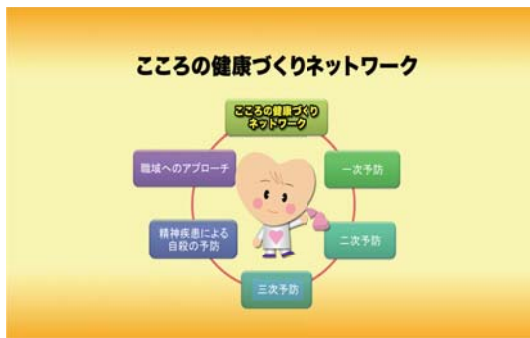 こころの健康づくりネットワーク
こころの健康づくり
ネットワーク
職域へのアプローチ
一次予防
精神疾患による
自殺の予防
二次予防
三次予防